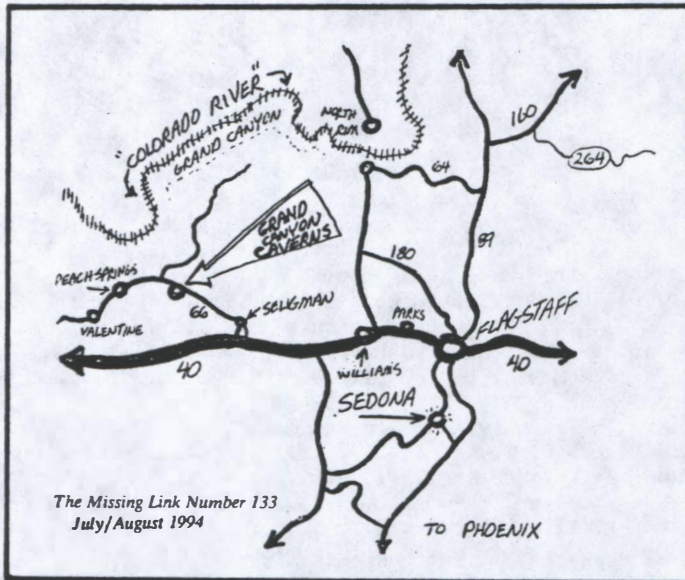 "COLORADO RIVER"
GRAND CANYON
NORTH
RIM
160
264
64
GRAND
CANYON
CAVERNS
89
180
PEACH SPRINGS
66
SELIGMAN
VALENTINE
PARKS
FLAGSTAFF
40
WILLIAMS
40
SEDONA
The Missing Link Number 133
July/August 1994
TO PHOENIX